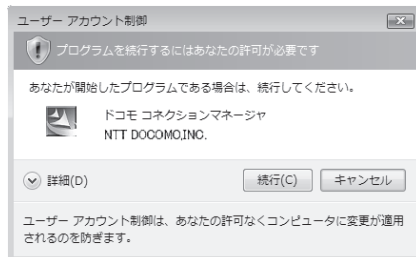 ユーザー アカウント制御
プログラムを続行するにはあなたの許可が必要です
あなたが開始したプログラムである場合は、続行してください。
ドコモ コネクションマネージャ
NTT DOCOMO,INC.
詳細(D)
続行(C)
キャンセル
ユーザー アカウント制御は、あなたの許可なくコンピュータに変更が適用
されるのを防ぎます。